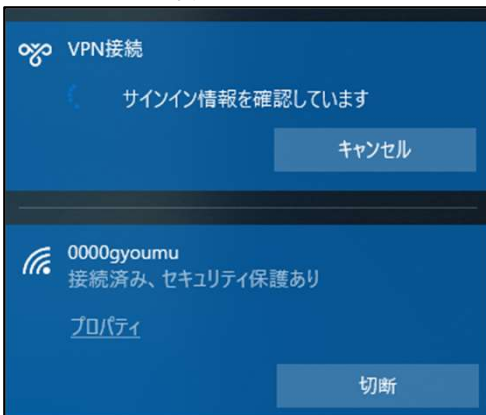 VPN接続
サインイン情報を確認しています
キャンセル
0000gyoumu
接続済み、セキュリティ保護あり
プロパティ
切断